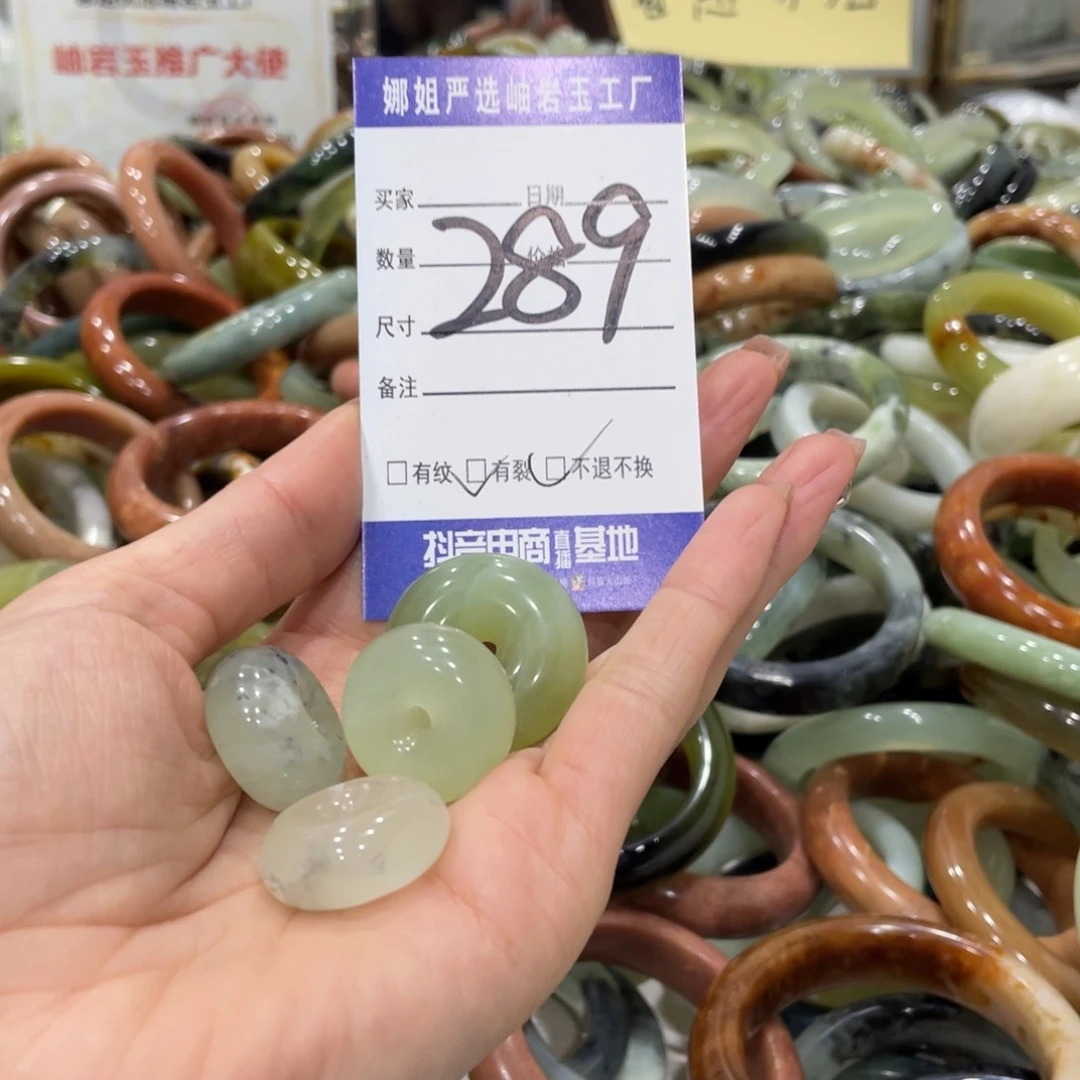 岫岩玉推广大使
娜姐严选岫岩玉工厂
买家 日期
数量 价格
289
尺寸
备注
□有纹 □有裂 □不退不换
抖音电商直播基地